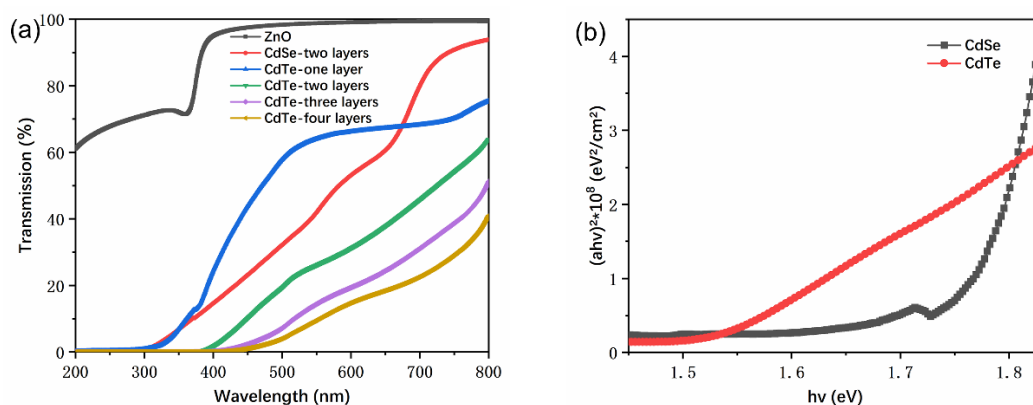 (a)
ZnO
CdSe-two layers
CdTe-one layer
CdTe-two layers
CdTe-three layers
CdTe-four layers
Transmission (%)
100
80
60
40
20
0
200 300 400 500 600 700 800
Wavelength (nm)
(b)
CdSe
CdTe
(ahv)²*10⁸ (eV²/cm²)
4
3
2
1
0
1.5 1.6 1.7 1.8
hv (eV)